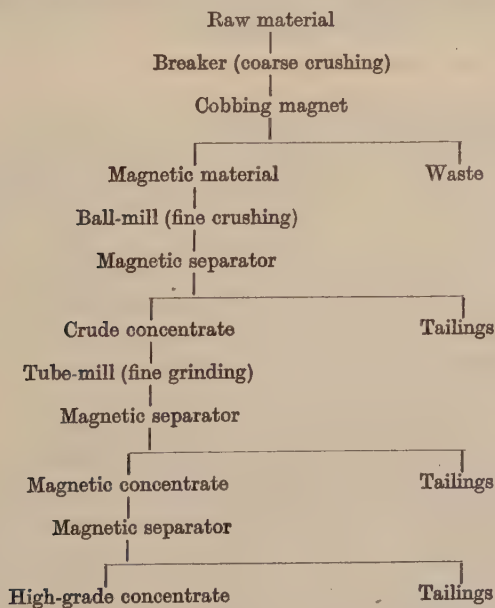 Raw material
Breaker (coarse crushing)
Cobbing magnet
Magnetic material Waste
Ball-mill (fine crushing)
Magnetic separator
Crude concentrate Tailings
Tube-mill (fine grinding)
Magnetic separator
Magnetic concentrate Tailings
Magnetic separator
High-grade concentrate Tailings